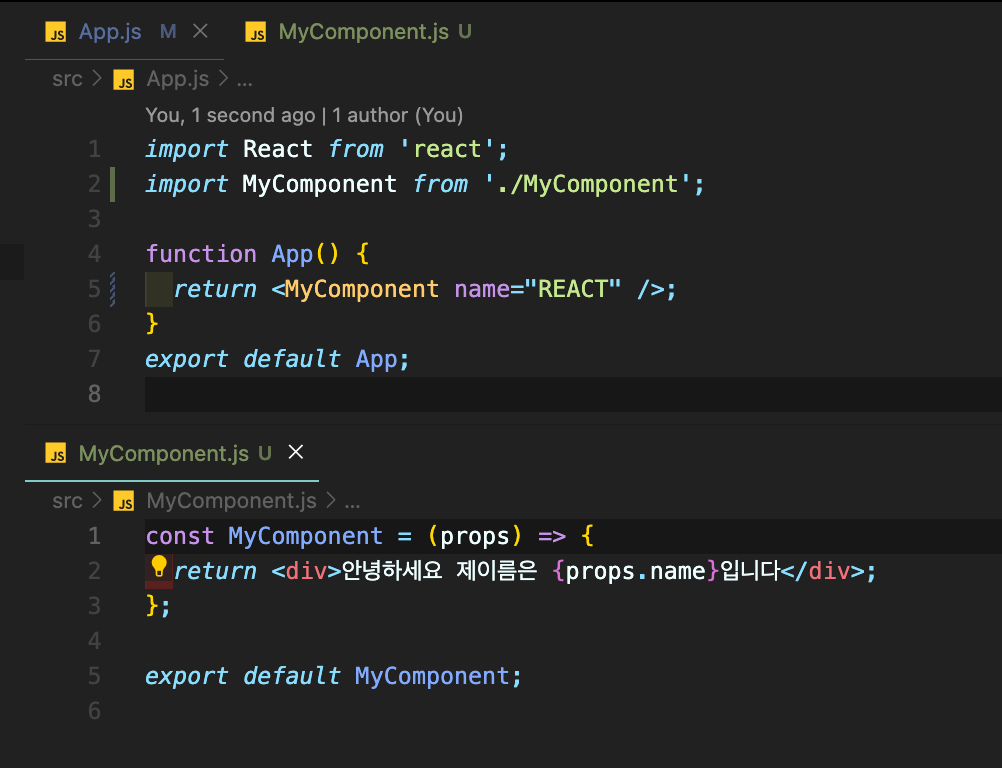 JS App.js M × JS MyComponent.js U
src > JS App.js > ...
You, 1 second ago | 1 author (You)
1 import React from 'react';
2 import MyComponent from './MyComponent';
3
4 function App() {
5   return <MyComponent name="REACT" />;
6 }
7 export default App;
8
JS MyComponent.js U ×
src > JS MyComponent.js > ...
1 const MyComponent = (props) => {
2   return <div>안녕하세요 제이름은 {props.name}입니다</div>;
3 };
4
5 export default MyComponent;
6